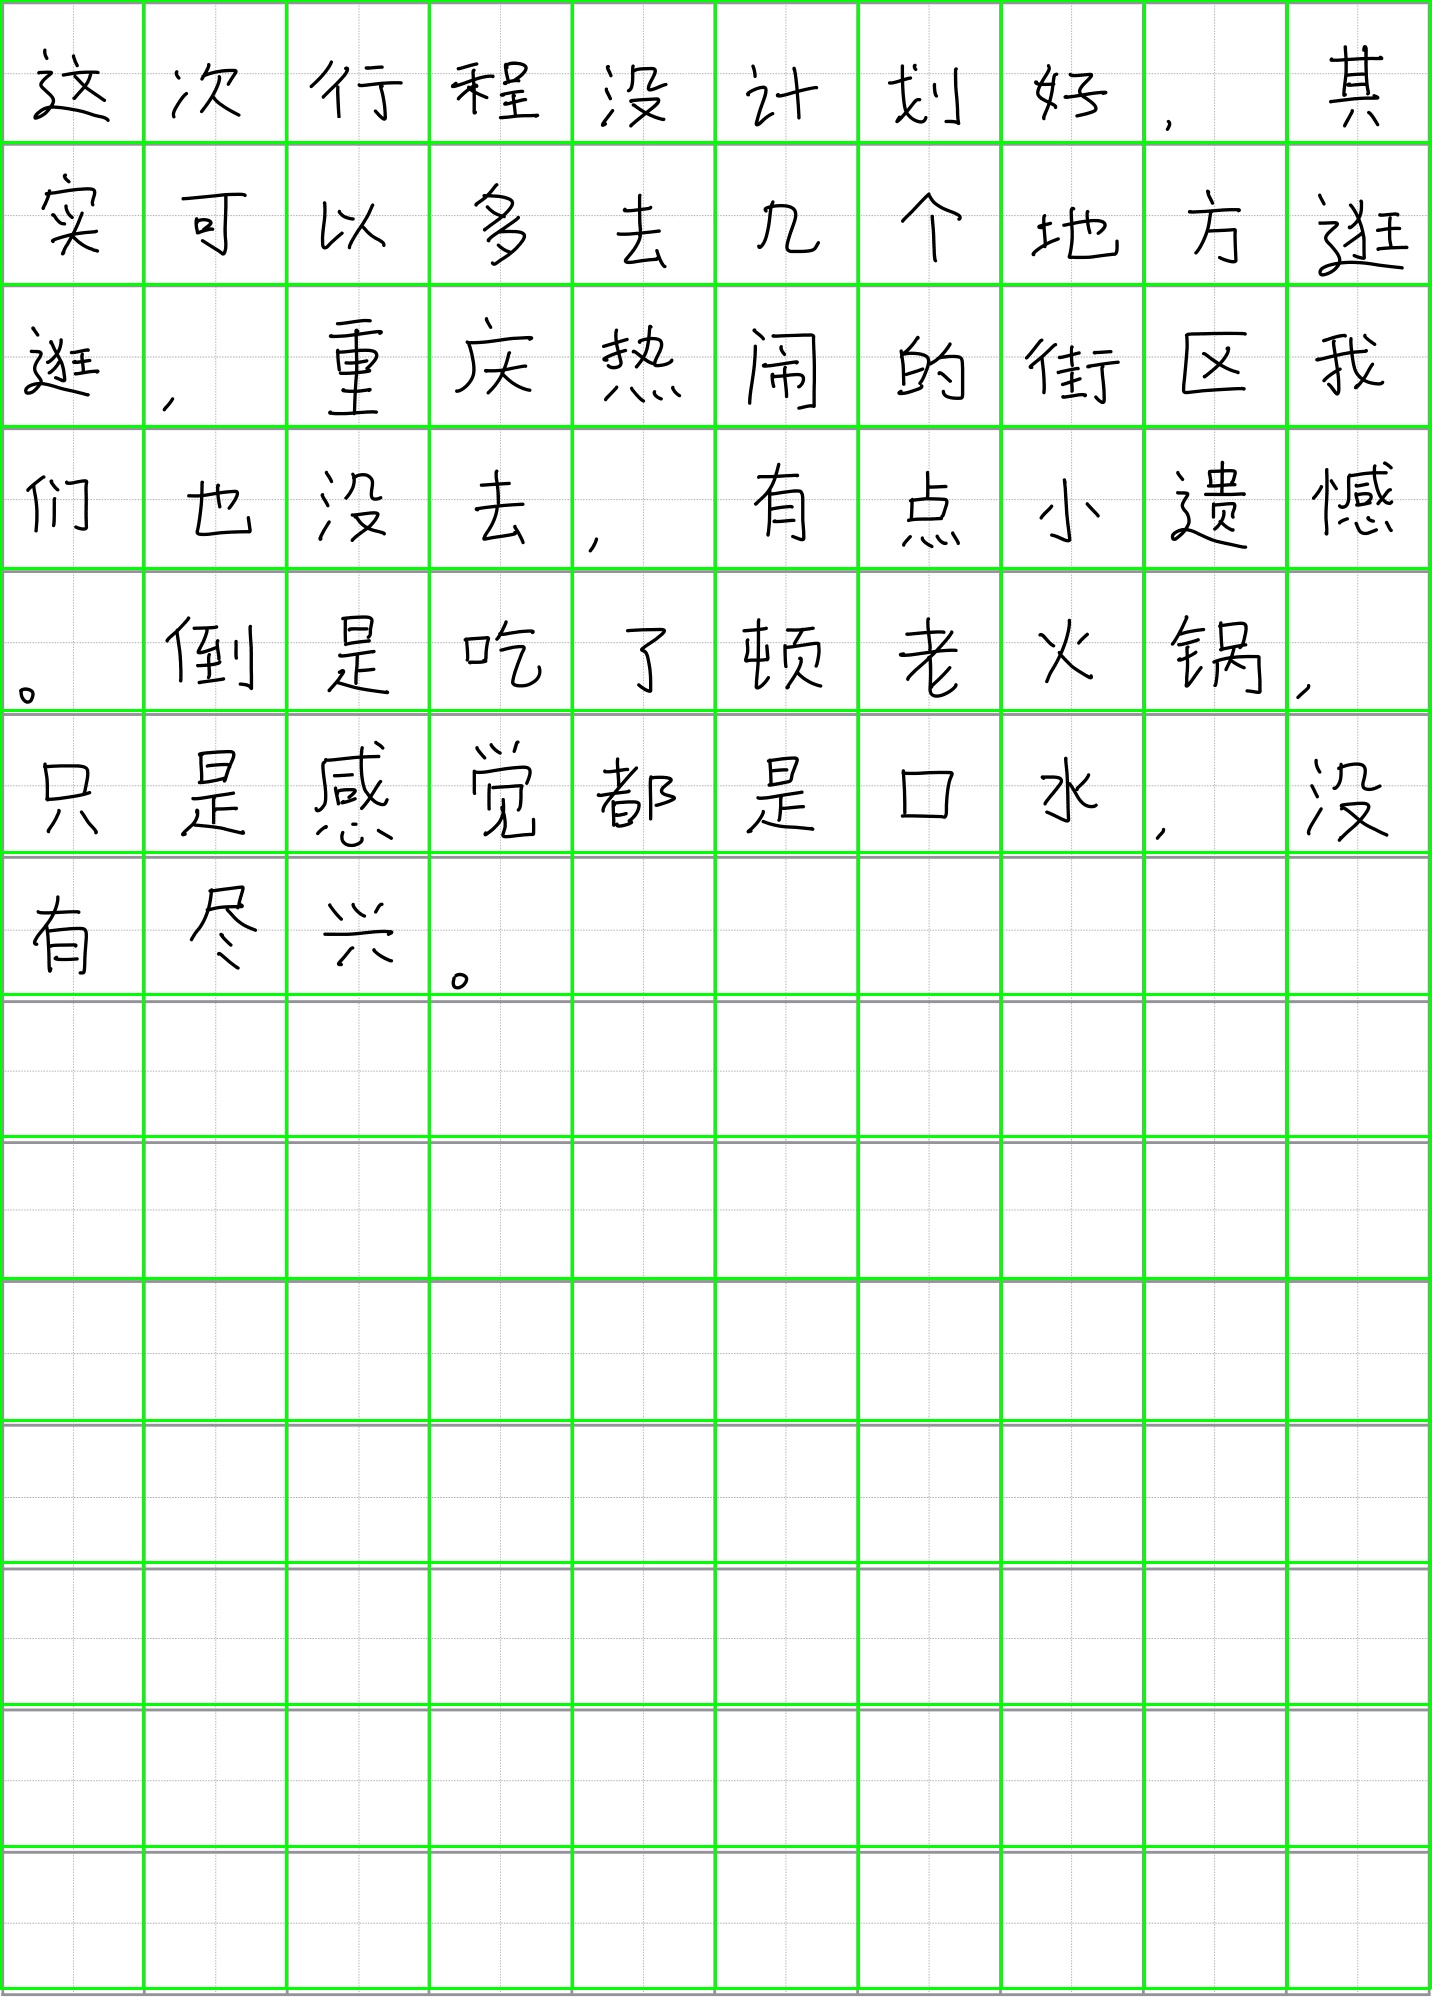 这次行程没计划好，其
实可以多去几个地方逛
逛，重庆热闹的街区我
们也没去，有点小遗憾
。倒是吃了顿老火锅，
只是感觉都是口水，没
有尽兴。